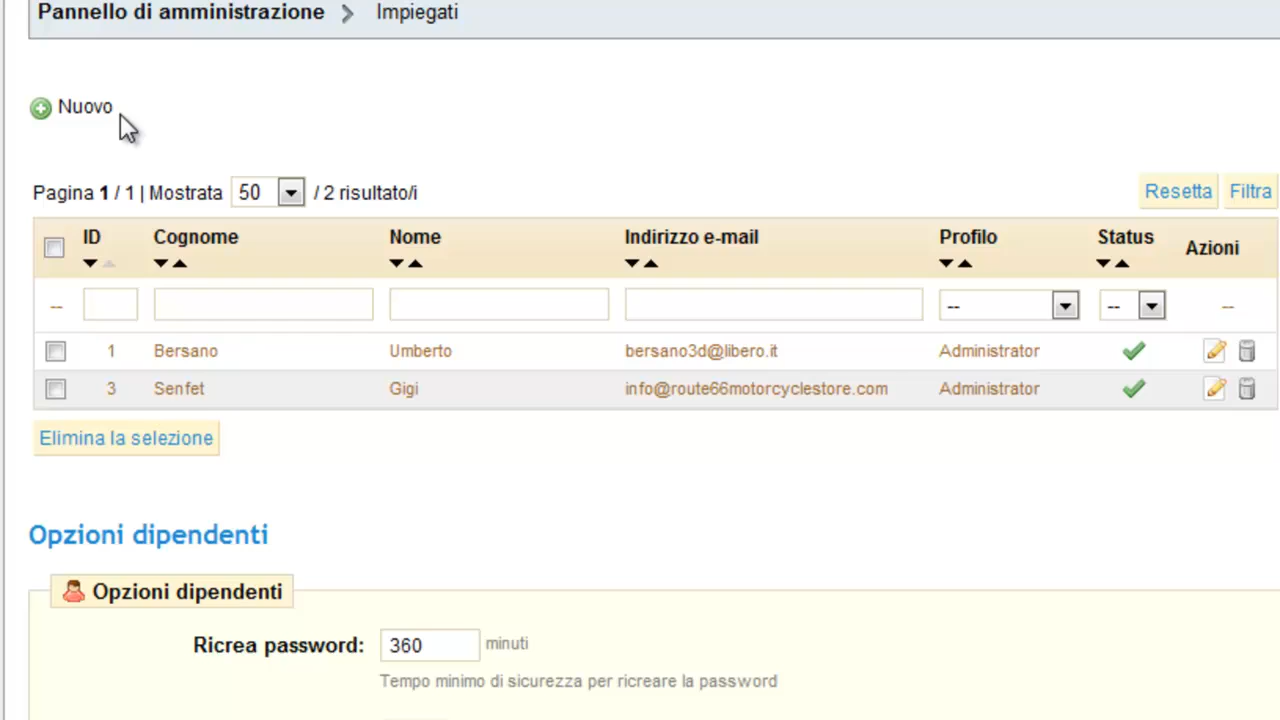 Pannello di amministrazione > Impiegati
Nuovo
Pagina 1 / 1 | Mostrata 50 / 2 risultato/i
Resetta Filtra
ID Cognome Nome Indirizzo e-mail Profilo Status Azioni
-- -- -- --
1 Bersano Umberto bersano3d@libero.it Administrator
3 Senfet Gigi info@route66motorcyclestore.com Administrator
Elimina la selezione
Opzioni dipendenti
Opzioni dipendenti
Ricrea password: 360 minuti
Tempo minimo di sicurezza per ricreare la password